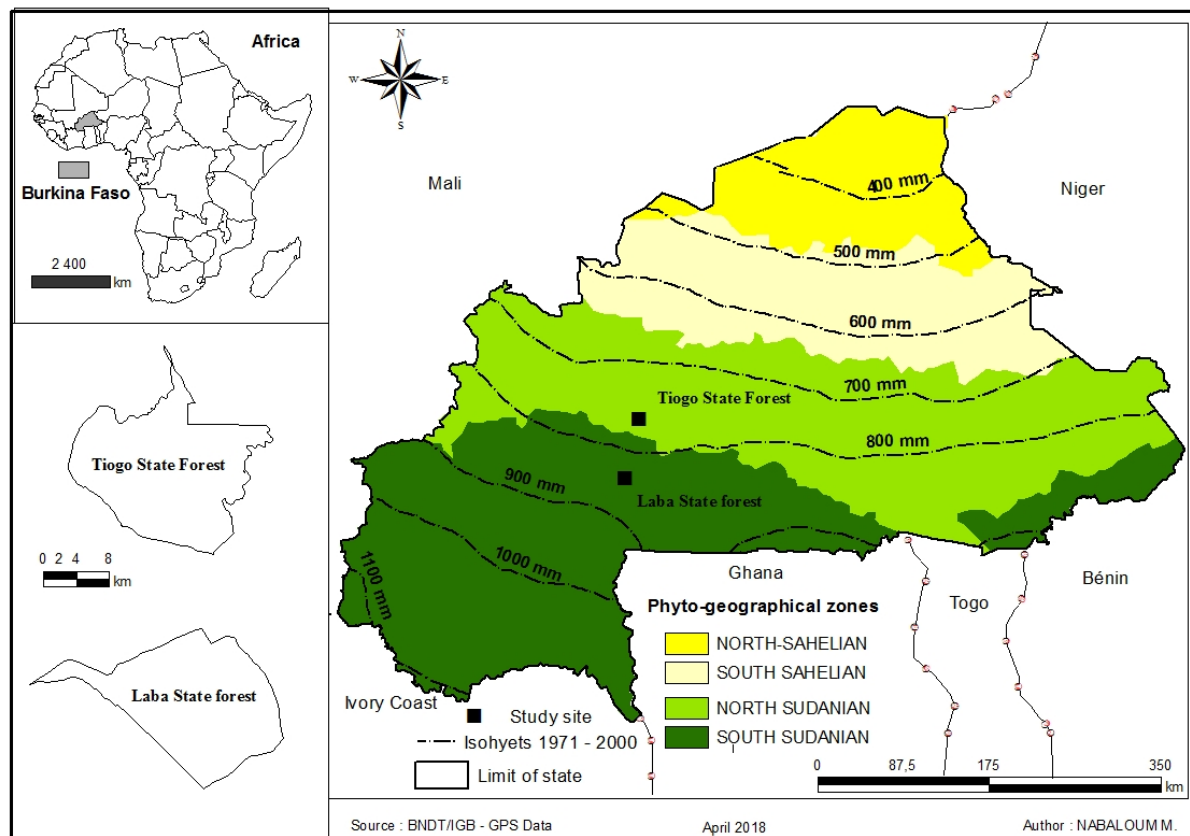 Africa
Burkina Faso
2 400
km
Tiogo State Forest
0 2 4 8
km
Laba State forest
N
W E
S
Mali
Niger
400 mm
500 mm
600 mm
700 mm
Tiogo State Forest
800 mm
900 mm
Laba State forest
1000 mm
1100 mm
Ghana
Togo
Bénin
Ivory Coast
Phyto-geographical zones
NORTH-SAHELIAN
SOUTH SAHELIAN
NORTH SUDANIAN
SOUTH SUDANIAN
Study site
Isohyets 1971 - 2000
Limit of state
0 87,5 175 350
km
Source : BNDT/IGB - GPS Data April 2018 Author : NABALOUM M.